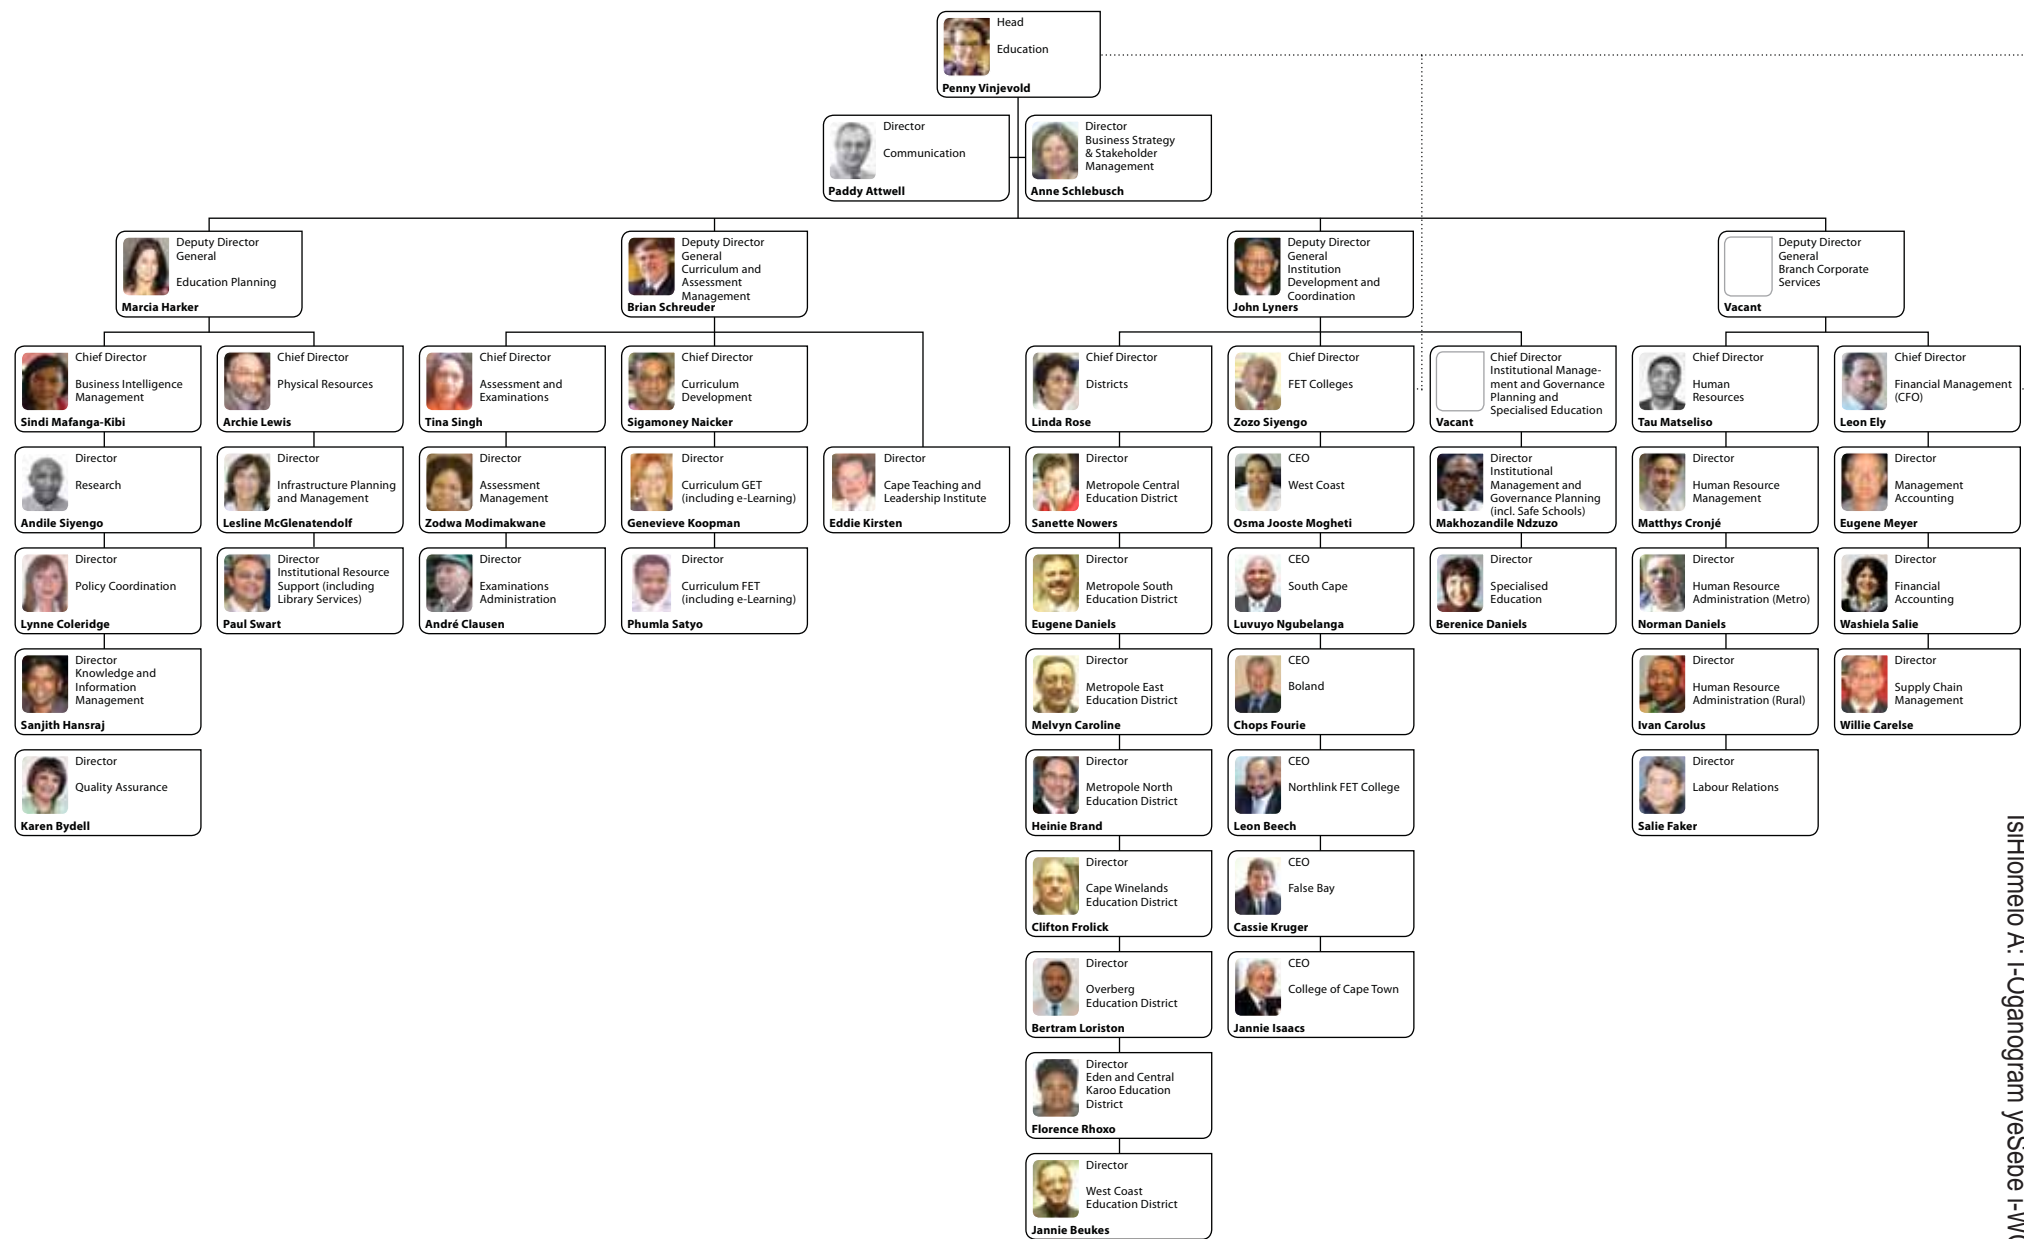 Head
Education
Penny Vinjevold
Director
Communication
Paddy Attwell
Director
Business Strategy
& Stakeholder
Management
Anne Schlebusch
Deputy Director
General
Education Planning
Marcia Harker
Deputy Director
General
Curriculum and
Assessment
Management
Brian Schreuder
Deputy Director
General
Institution
Development and
Coordination
John Lyners
Deputy Director
General
Branch Corporate
Services
Vacant
Chief Director
Business Intelligence
Management
Sindi Mafanga-Kibi
Chief Director
Physical Resources
Archie Lewis
Chief Director
Assessment and
Examinations
Tina Singh
Chief Director
Curriculum
Development
Sigamoney Naicker
Chief Director
Districts
Linda Rose
Chief Director
FET Colleges
Zozo Siyengo
Chief Director
Institutional Manage-
ment and Governance
Planning and
Specialised Education
Vacant
Chief Director
Human
Resources
Tau Matseliso
Chief Director
Financial Management
(CFO)
Leon Ely
Director
Research
Andile Siyengo
Director
Infrastructure Planning
and Management
Lesline McGlenatendolf
Director
Assessment
Management
Zodwa Modimakwane
Director
Curriculum GET
(including e-Learning)
Genevieve Koopman
Director
Cape Teaching and
Leadership Institute
Eddie Kirsten
Director
Metropole Central
Education District
Sanette Nowers
CEO
West Coast
Osma Jooste Mogheti
Director
Institutional
Management and
Governance Planning
(incl. Safe Schools)
Makhozandile Ndzuzo
Director
Human Resource
Management
Matthys Cronjé
Director
Management
Accounting
Eugene Meyer
Director
Policy Coordination
Lynne Coleridge
Director
Institutional Resource
Support (including
Library Services)
Paul Swart
Director
Examinations
Administration
André Clausen
Director
Curriculum FET
(including e-Learning)
Phumla Satyo
Director
Metropole South
Education District
Eugene Daniels
CEO
South Cape
Luvuyo Ngubelanga
Director
Specialised
Education
Berenice Daniels
Director
Human Resource
Administration (Metro)
Norman Daniels
Director
Financial
Accounting
Washiela Salie
Director
Knowledge and
Information
Management
Sanjith Hansraj
Director
Metropole East
Education District
Melvyn Caroline
CEO
Boland
Chops Fourie
Director
Human Resource
Administration (Rural)
Ivan Carolus
Director
Supply Chain
Management
Willie Carelse
Director
Quality Assurance
Karen Bydell
Director
Metropole North
Education District
Heinie Brand
CEO
Northlink FET College
Leon Beech
Director
Labour Relations
Salie Faker
Director
Cape Winelands
Education District
Clifton Frolick
CEO
False Bay
Cassie Kruger
Director
Overberg
Education District
Bertram Loriston
CEO
College of Cape Town
Jannie Isaacs
Director
Eden and Central
Karoo Education
District
Florence Rhoxo
Director
West Coast
Education District
Jannie Beukes
IsiHlomelo A: I-Oganogram yeSebe